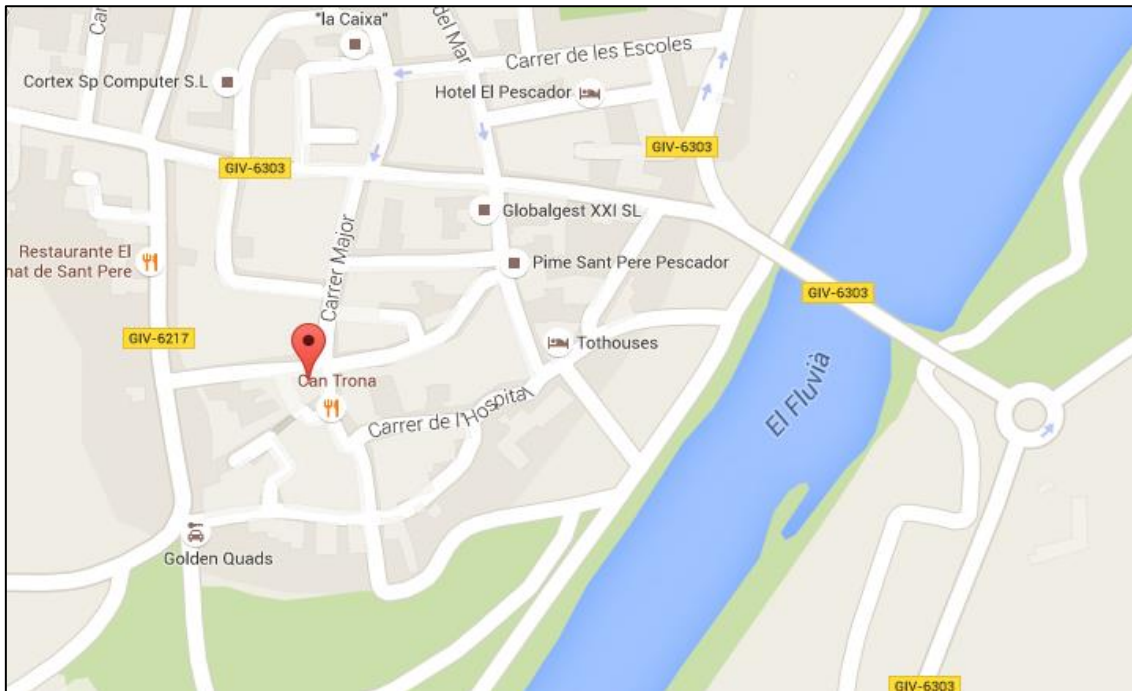 Car
"la Caixa"
del Mar
Carrer de les Escoles
Cortex Sp Computer S.L
Hotel El Pescador
GIV-6303
GIV-6303
Globalgest XXI SL
Carrer Major
Restaurante El
nat de Sant Pere
Pime Sant Pere Pescador
GIV-6303
GIV-6217
Tothouses
Can Trona
El Fluvià
Carrer de l'Hospital
Golden Quads
GIV-6303